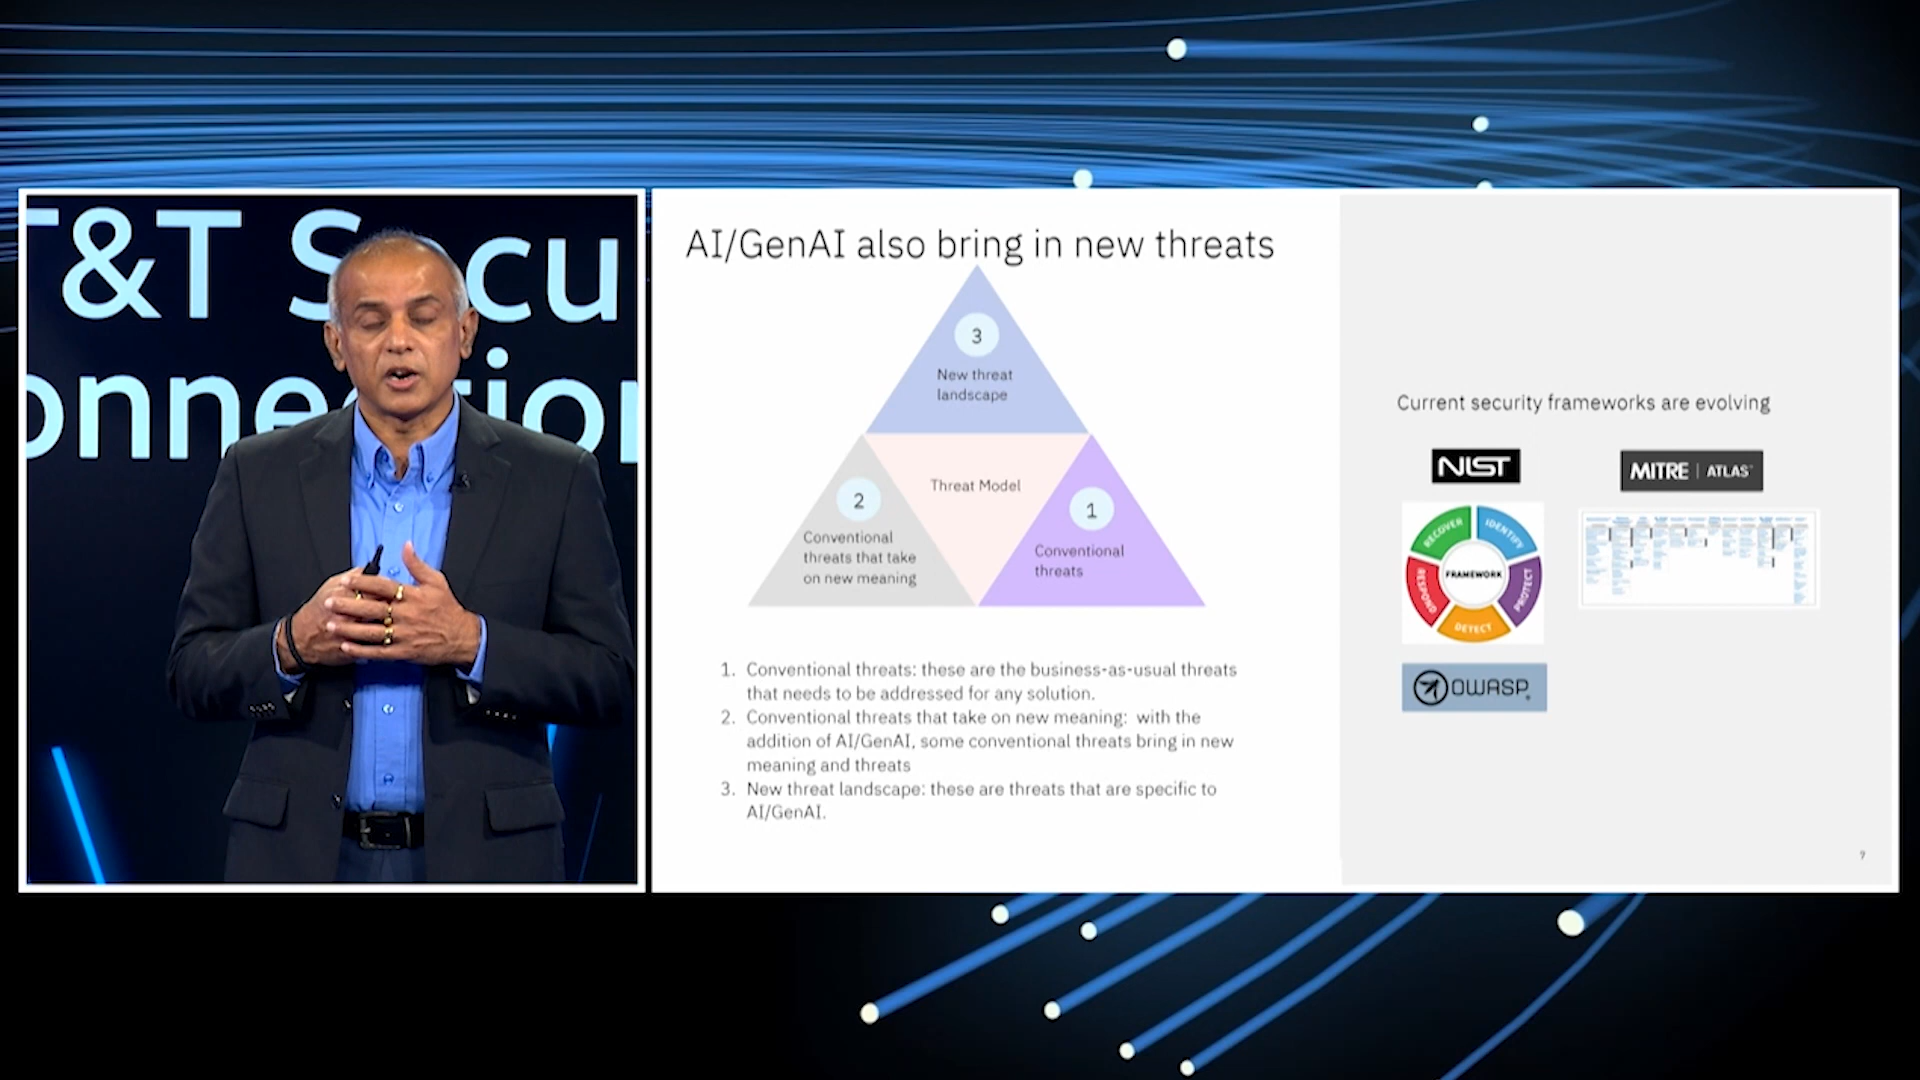 T&T Secu
onnection
AI/GenAI also bring in new threats
3
New threat
landscape
Threat Model
2
Conventional
threats that take
on new meaning
1
Conventional
threats
1. Conventional threats: these are the business-as-usual threats
that needs to be addressed for any solution.
2. Conventional threats that take on new meaning: with the
addition of AI/GenAI, some conventional threats bring in new
meaning and threats
3. New threat landscape: these are threats that are specific to
AI/GenAI.
Current security frameworks are evolving
NIST
MITRE | ATLAS
RECOVER
IDENTIFY
FRAMEWORK
RESPOND
PROTECT
DETECT
OWASP
7